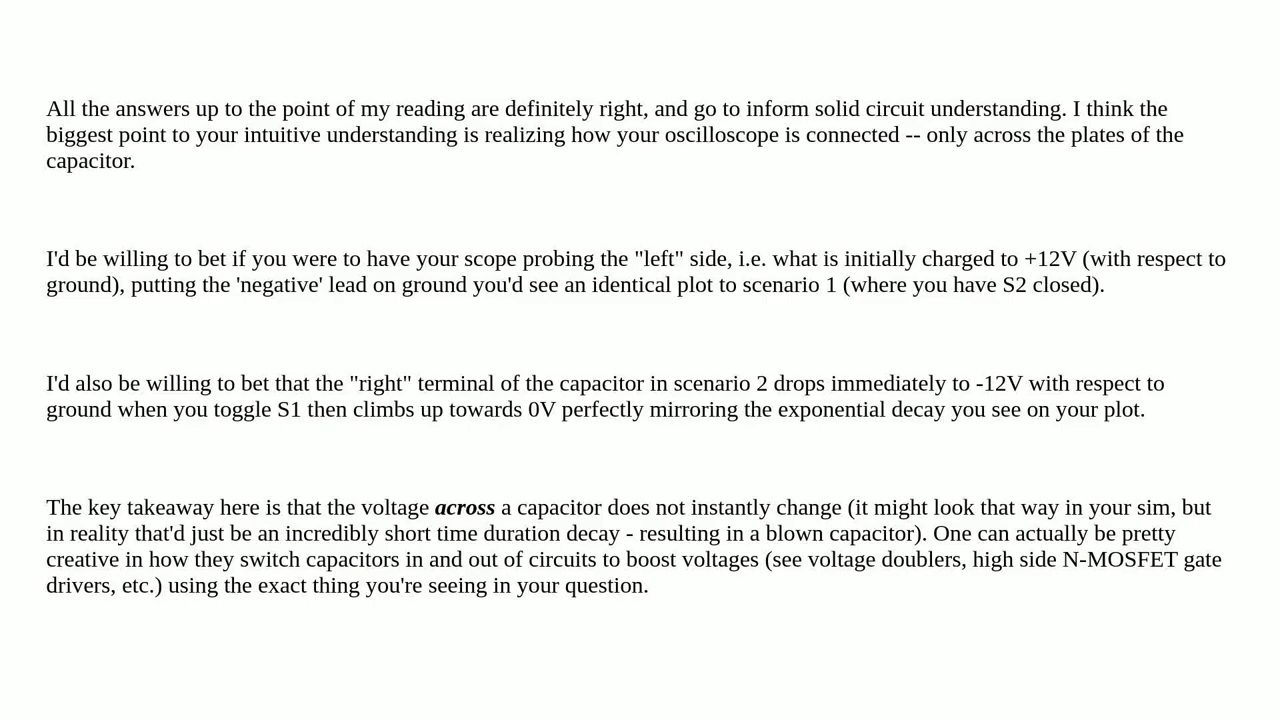 All the answers up to the point of my reading are definitely right, and go to inform solid circuit understanding. I think the
biggest point to your intuitive understanding is realizing how your oscilloscope is connected -- only across the plates of the
capacitor.
I'd be willing to bet if you were to have your scope probing the "left" side, i.e. what is initially charged to +12V (with respect to
ground), putting the 'negative' lead on ground you'd see an identical plot to scenario 1 (where you have S2 closed).
I'd also be willing to bet that the "right" terminal of the capacitor in scenario 2 drops immediately to -12V with respect to
ground when you toggle S1 then climbs up towards 0V perfectly mirroring the exponential decay you see on your plot.
The key takeaway here is that the voltage across a capacitor does not instantly change (it might look that way in your sim, but
in reality that'd just be an incredibly short time duration decay - resulting in a blown capacitor). One can actually be pretty
creative in how they switch capacitors in and out of circuits to boost voltages (see voltage doublers, high side N-MOSFET gate
drivers, etc.) using the exact thing you're seeing in your question.